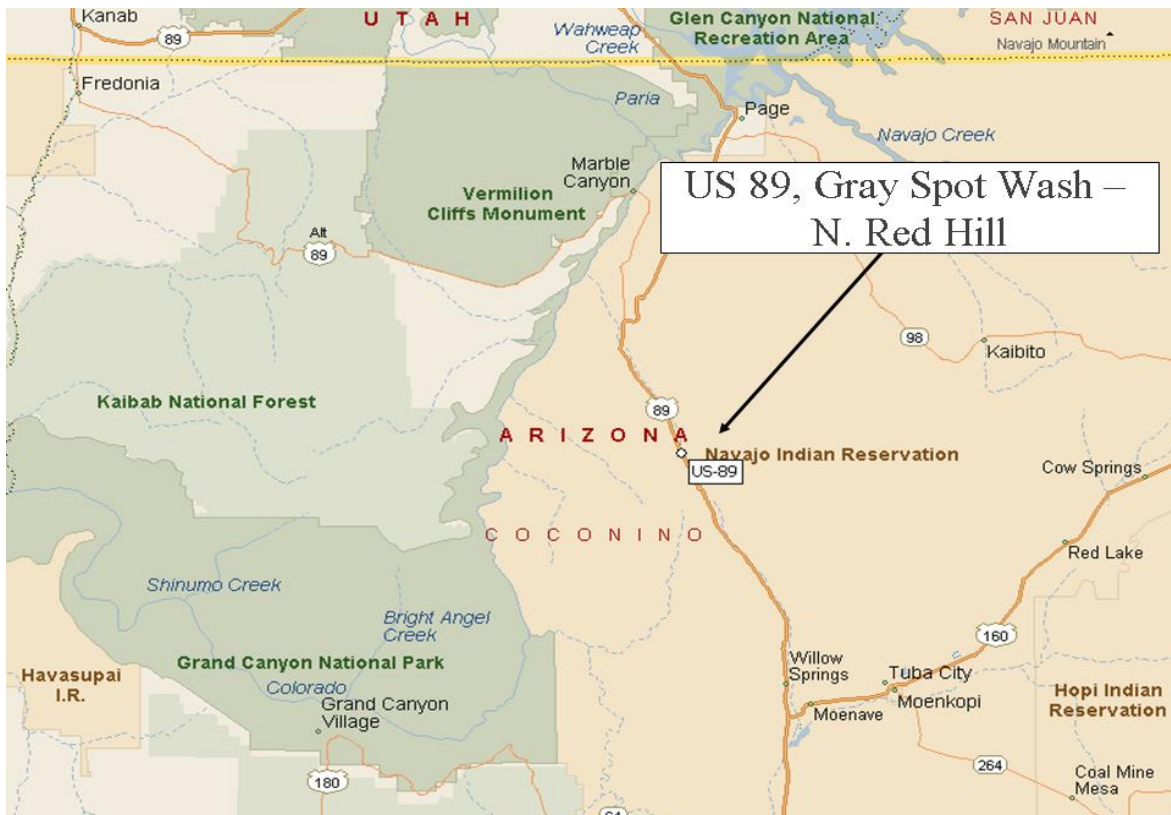 Kanab
U T A H
89
Wahweap
Creek
Glen Canyon National
Recreation Area
SAN JUAN
Navajo Mountain
Fredonia
Paria
Page
Navajo Creek
Marble
Canyon
Vermilion
Cliffs Monument
US 89, Gray Spot Wash –
N. Red Hill
Alt
89
98
Kaibito
Kaibab National Forest
89
A R I Z O N A
Navajo Indian Reservation
US-89
Cow Springs
C O C O N I N O
Red Lake
Shinumo Creek
Bright Angel
Creek
160
Grand Canyon National Park
Havasupai
I.R.
Colorado
Grand Canyon
Village
Willow
Springs
Tuba City
Moenkopi
Moenave
Hopi Indian
Reservation
264
180
Coal Mine
Mesa
64